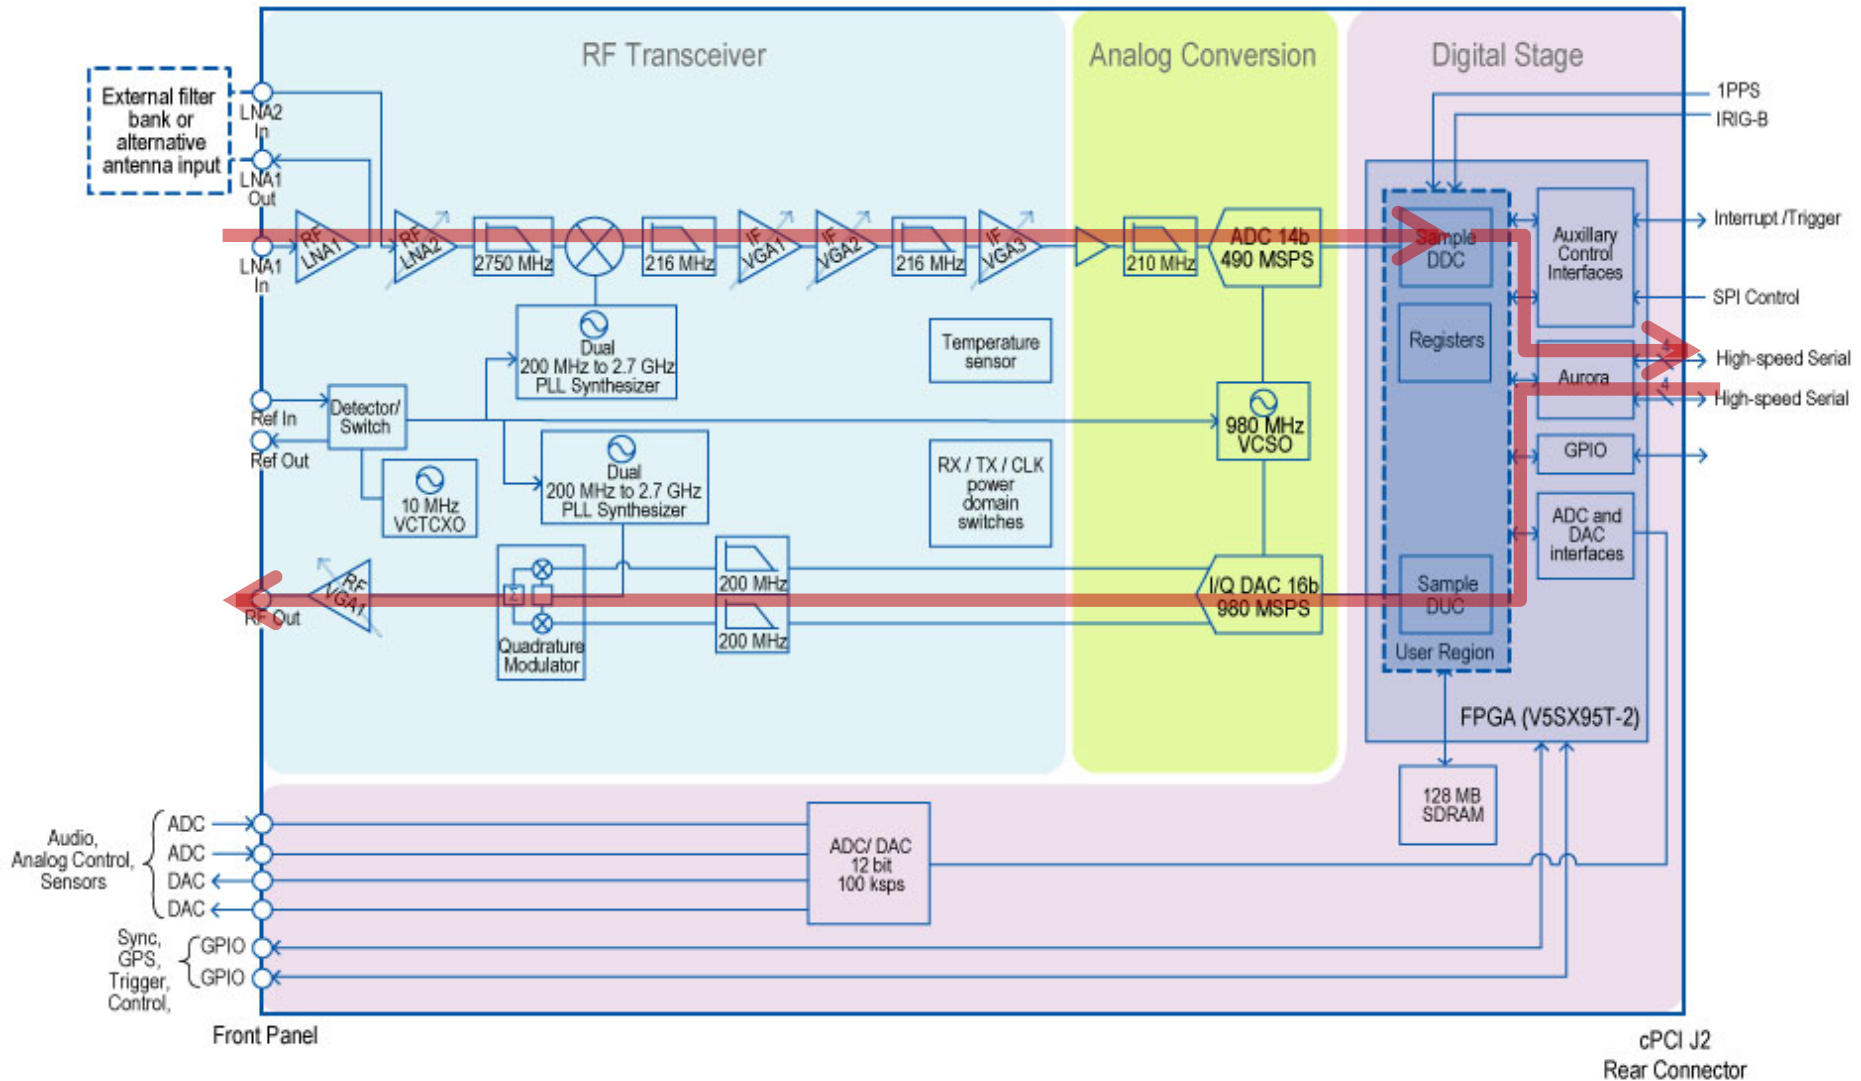 RF Transceiver
Analog Conversion
Digital Stage
External filter
bank or
alternative
antenna input
LNA2
In
LNA1
Out
LNA1
In
RF
LNA1
RF
LNA2
2750 MHz
216 MHz
IF
VGA1
IF
VGA2
216 MHz
IF
VGA3
210 MHz
ADC 14b
490 MSPS
Sample
DDC
Registers
Auxillary
Control
Interfaces
1PPS
IRIG-B
Interrupt /Trigger
SPI Control
4
High-speed Serial
4
High-speed Serial
Aurora
GPIO
ADC and
DAC
interfaces
Dual
200 MHz to 2.7 GHz
PLL Synthesizer
Temperature
sensor
Ref In
Ref Out
Detector/
Switch
10 MHz
VCTCXO
Dual
200 MHz to 2.7 GHz
PLL Synthesizer
RX / TX / CLK
power
domain
switches
980 MHz
VCSO
RF Out
RF
VGA1
Σ
Quadrature
Modulator
200 MHz
200 MHz
I/Q DAC 16b
980 MSPS
Sample
DUC
User Region
FPGA (V5SX95T-2)
128 MB
SDRAM
Audio,
Analog Control,
Sensors
ADC
ADC
DAC
DAC
ADC/ DAC
12 bit
100 ksps
Sync,
GPS,
Trigger,
Control,
GPIO
GPIO
Front Panel
cPCI J2
Rear Connector